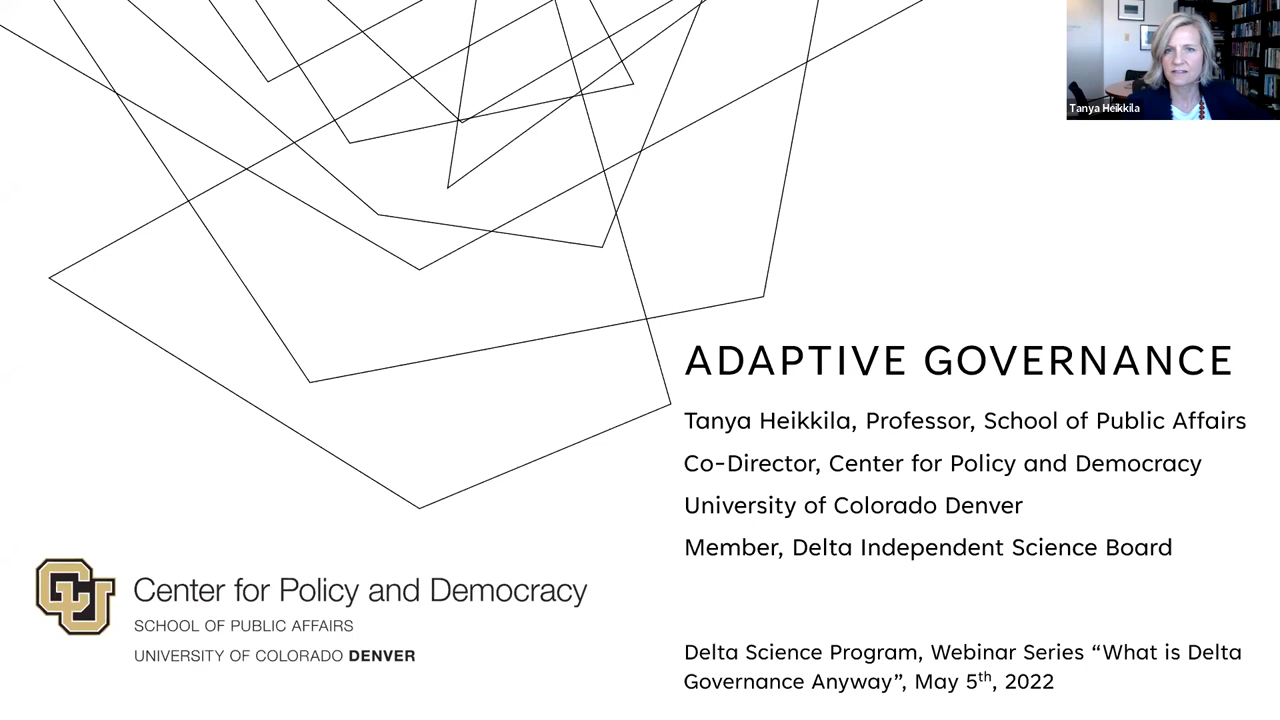 Tanya Heikkila
ADAPTIVE GOVERNANCE
Tanya Heikkila, Professor, School of Public Affairs
Co-Director, Center for Policy and Democracy
University of Colorado Denver
Member, Delta Independent Science Board
CU
Center for Policy and Democracy
SCHOOL OF PUBLIC AFFAIRS
UNIVERSITY OF COLORADO DENVER
Delta Science Program, Webinar Series “What is Delta
Governance Anyway”, May 5th, 2022